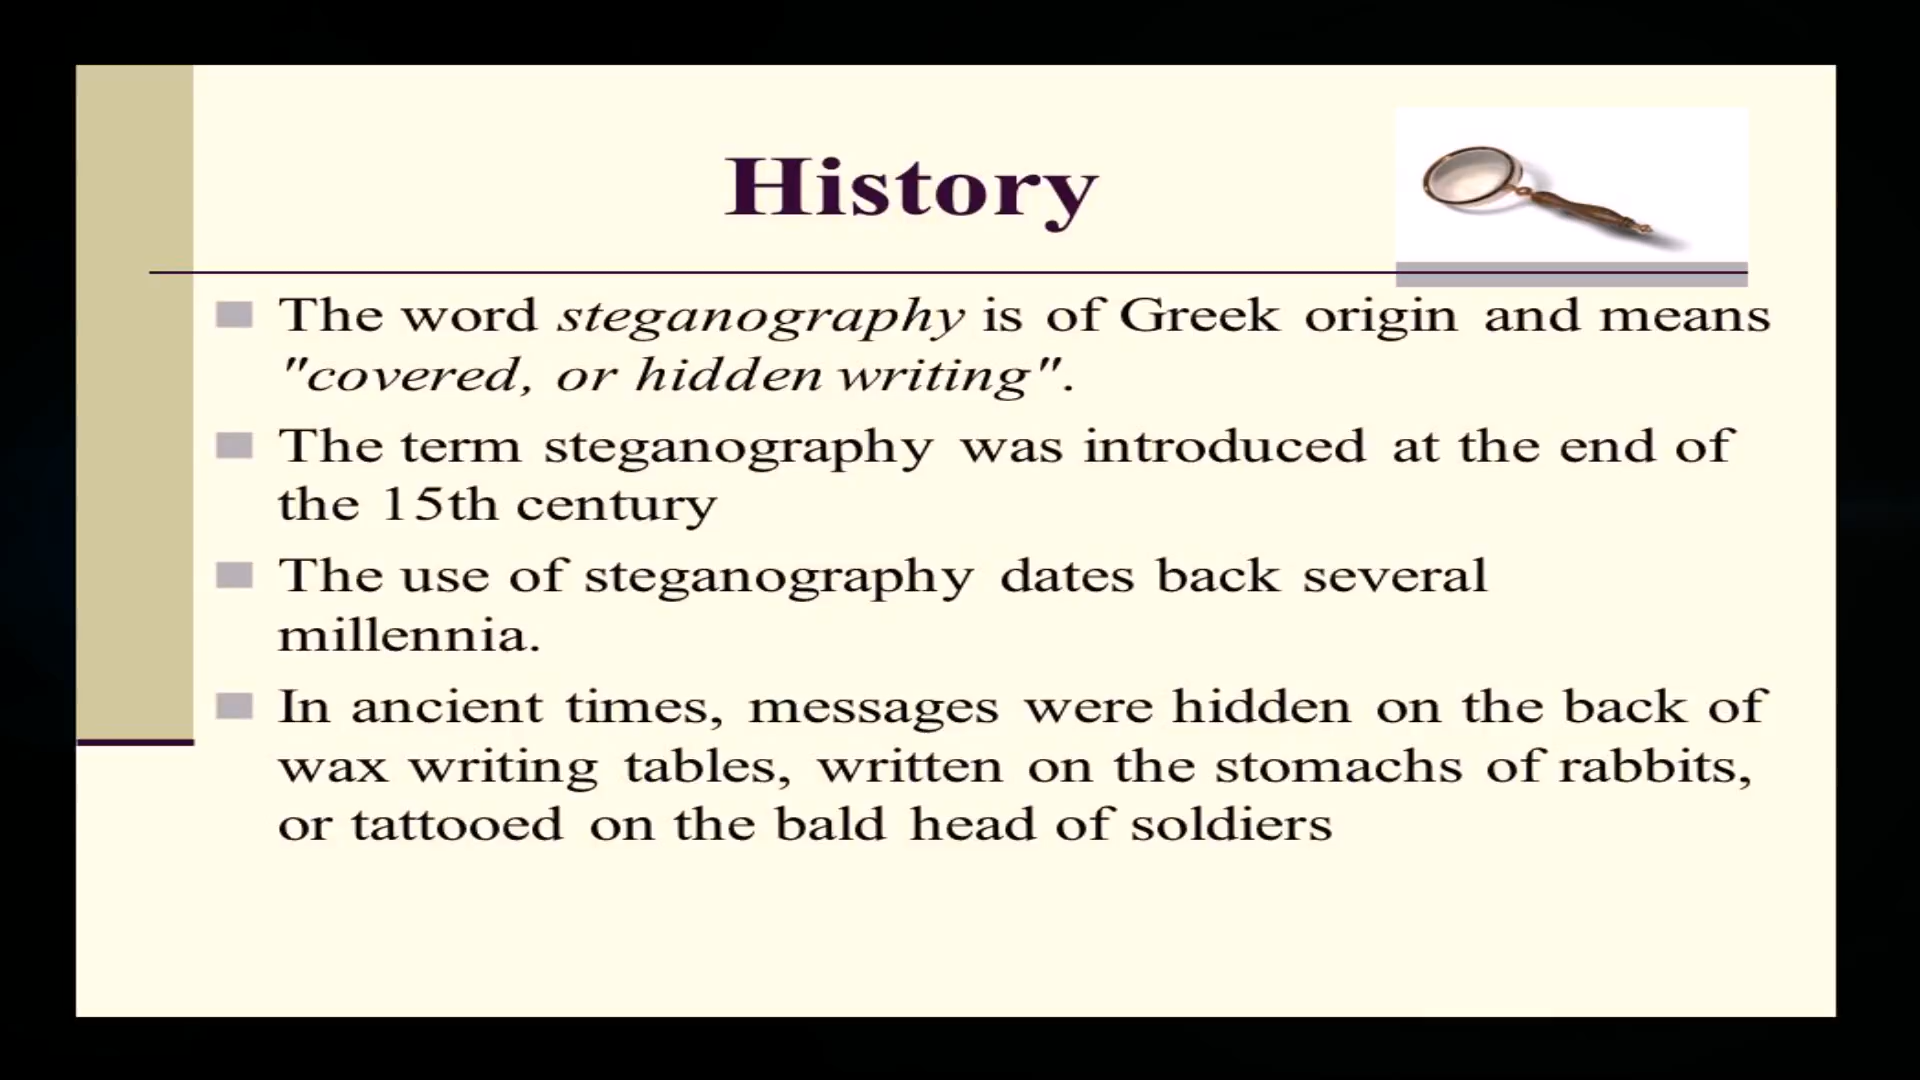 History
The word steganography is of Greek origin and means
"covered, or hidden writing".
The term steganography was introduced at the end of
the 15th century
The use of steganography dates back several
millennia.
In ancient times, messages were hidden on the back of
wax writing tables, written on the stomachs of rabbits,
or tattooed on the bald head of soldiers